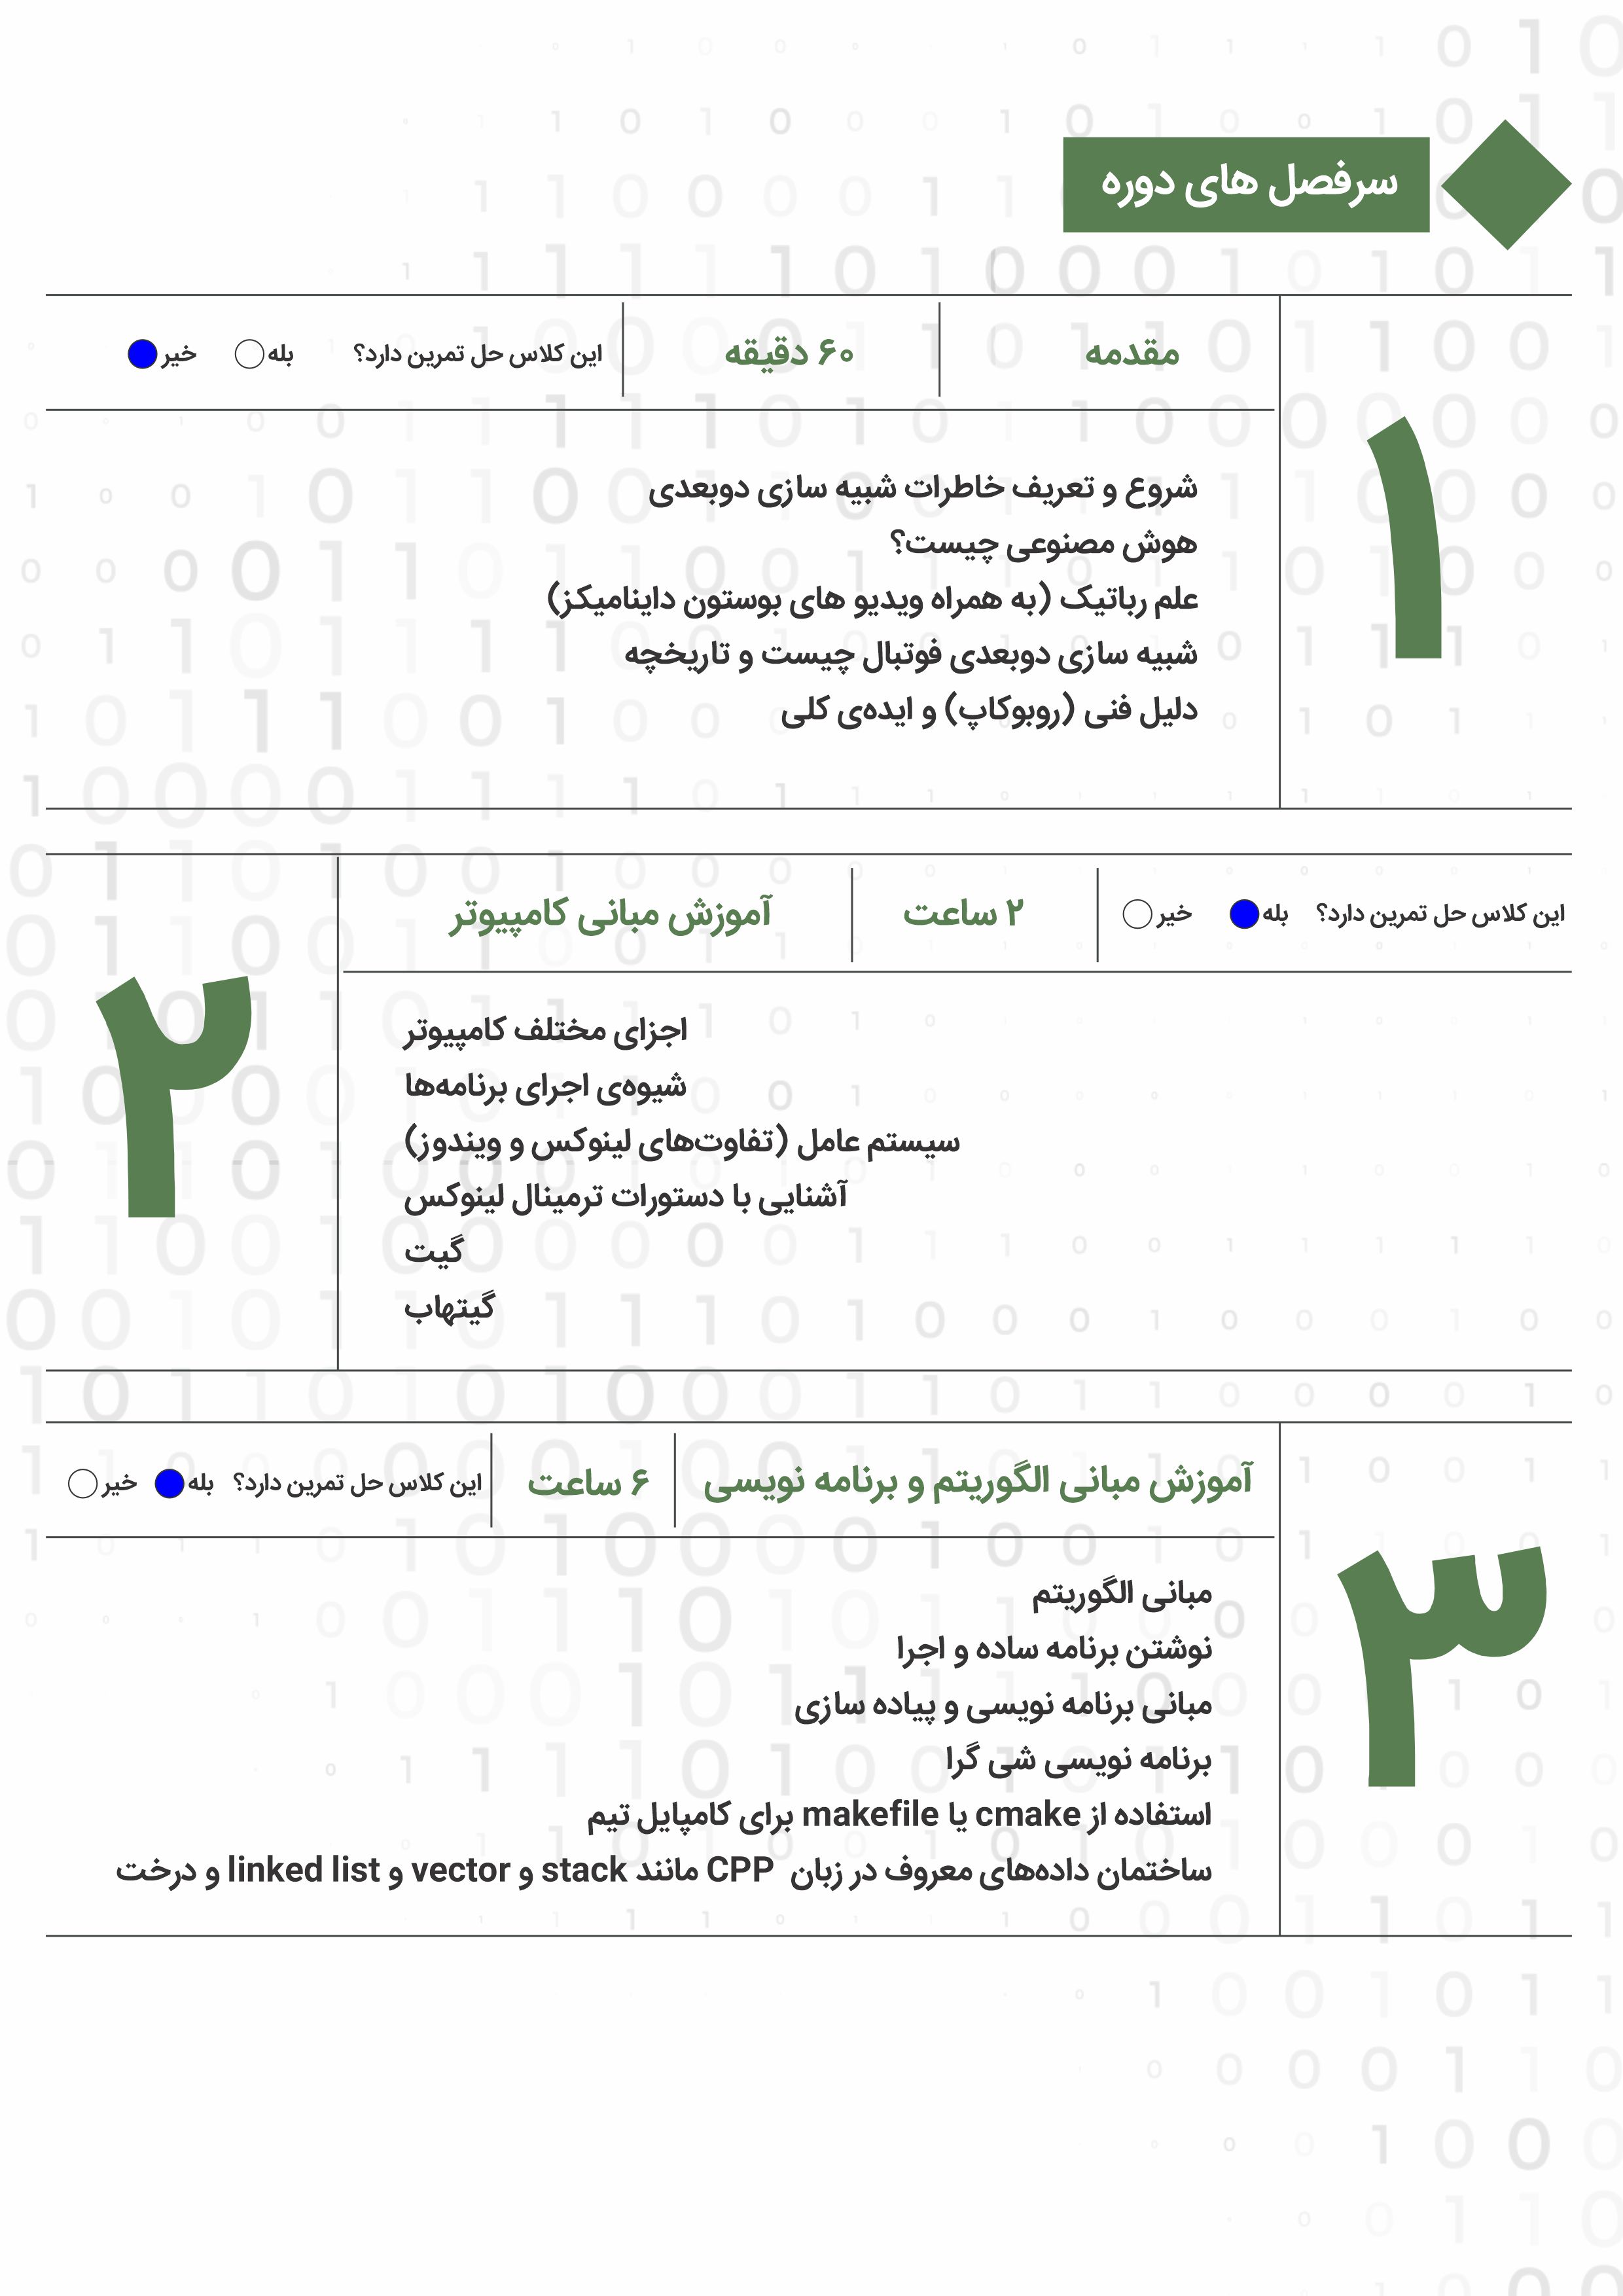 سرفصل های دوره
مقدمه
۶۰ دقیقه
این کلاس حل تمرین دارد؟ بله خیر
۱
شروع و تعریف خاطرات شبیه سازی دوبعدی
هوش مصنوعی چیست؟
علم رباتیک (به همراه ویدیو های بوستون داینامیکز)
شبیه سازی دوبعدی فوتبال چیست و تاریخچه
دلیل فنی (روبوکاپ) و ایده‌ی کلی
این کلاس حل تمرین دارد؟ بله خیر
۲ ساعت
آموزش مبانی کامپیوتر
۲
اجزای مختلف کامپیوتر
شیوه‌ی اجرای برنامه‌ها
سیستم عامل (تفاوت‌های لینوکس و ویندوز)
آشنایی با دستورات ترمینال لینوکس
گیت
گیتهاب
آموزش مبانی الگوریتم و برنامه نویسی
۶ ساعت
این کلاس حل تمرین دارد؟ بله خیر
۳
مبانی الگوریتم
نوشتن برنامه ساده و اجرا
مبانی برنامه نویسی و پیاده سازی
برنامه نویسی شی گرا
استفاده از cmake یا makefile برای کامپایل تیم
ساختمان داده‌های معروف در زبان CPP مانند stack و vector و linked list و درخت